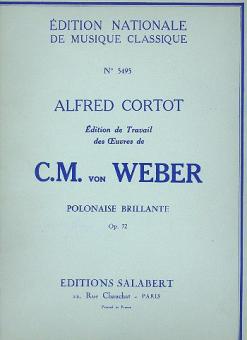 ÉDITION NATIONALE
DE MUSIQUE CLASSIQUE
N° 5495
ALFRED CORTOT
Édition de Travail
des Œuvres de
C.M. VON WEBER
POLONAISE BRILLANTE
Op. 72
EDITIONS SALABERT
22, Rue Chauchat - PARIS
Printed in France